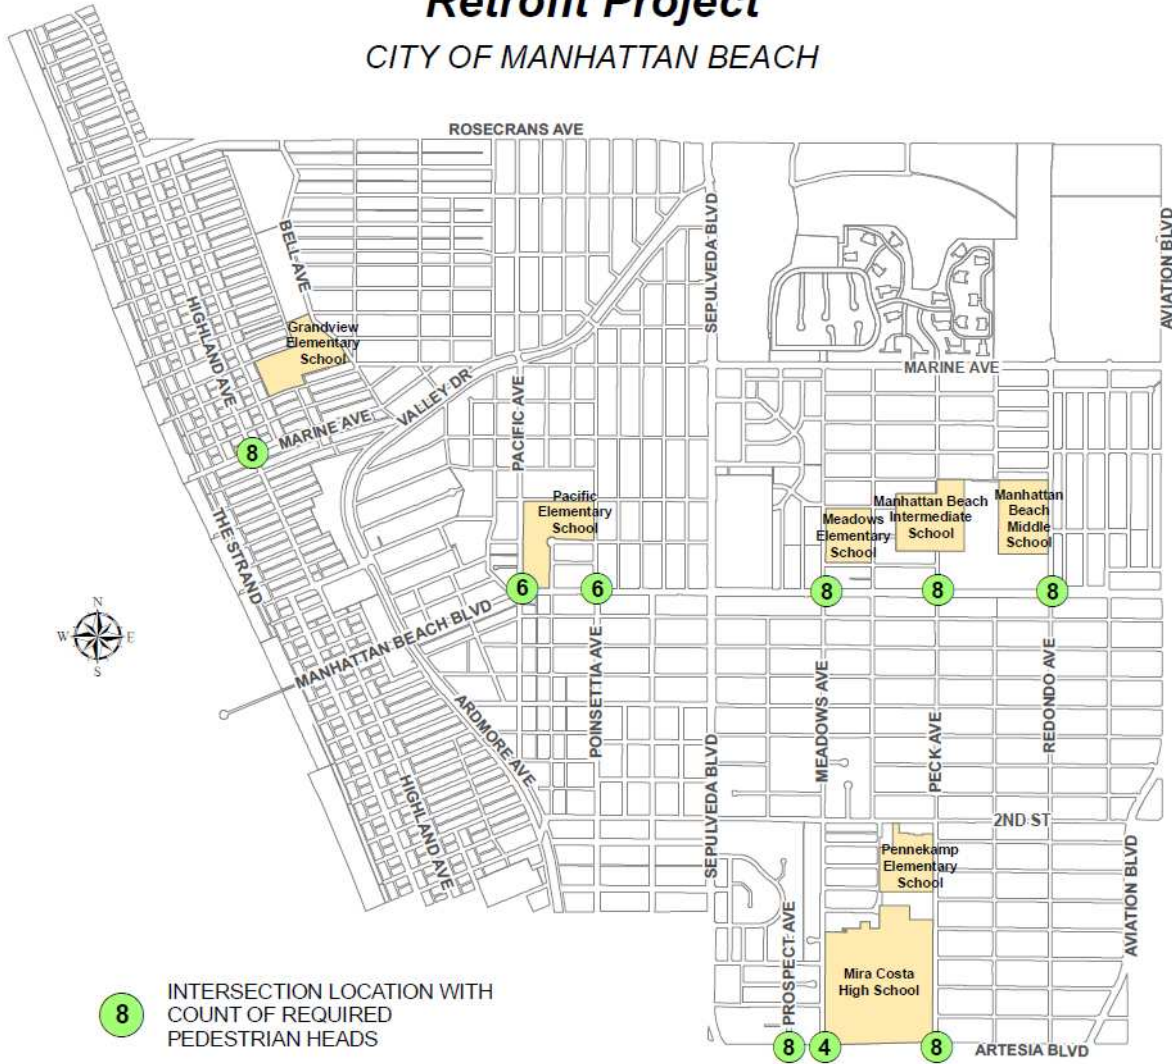 Retrofit Project
CITY OF MANHATTAN BEACH
ROSECRANS AVE
SEPULVEDA BLVD
AVIATION BLVD
BELL AVE
HIGHLAND AVE
Grandview
Elementary
School
MARINE AVE
VALLEY DR
PACIFIC AVE
MARINE AVE
8
THE STRAND
Pacific
Elementary
School
Meadows
Elementary
School
Manhattan Beach
Intermediate
School
Manhattan
Beach
Middle
School
6
6
8
8
8
N
W
E
S
MANHATTAN BEACH BLVD
ARDMORE AVE
POINSETTIA AVE
MEADOWS AVE
PECK AVE
REDONDO AVE
HIGHLAND AVE
SEPULVEDA BLVD
2ND ST
Pennekamp
Elementary
School
AVIATION BLVD
PROSPECT AVE
Mira Costa
High School
8
4
8
ARTESIA BLVD
8
INTERSECTION LOCATION WITH
COUNT OF REQUIRED
PEDESTRIAN HEADS